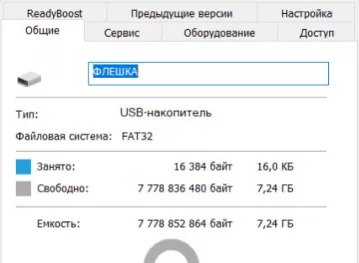 ReadyBoost Предыдущие версии Настройка
Общие Сервис Оборудование Доступ
ФЛЕШКА
Тип: USB-накопитель
Файловая система: FAT32
Занято: 16 384 байт 16,0 КБ
Свободно: 7 778 836 480 байт 7,24 ГБ
Емкость: 7 778 852 864 байт 7,24 ГБ